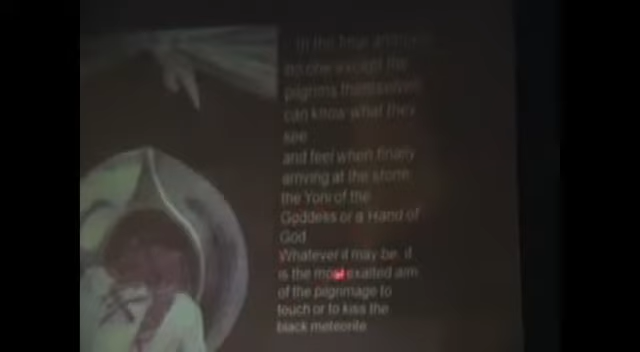 In the final analysis
no one except the
pilgrims themselves
can know what they
see
and feel when finally
arriving at the stone
the Yoni of the
Goddess or a Hand of
God
Whatever it may be, it
is the most exalted aim
of the pilgrimage to
touch or to kiss the
black meteorite